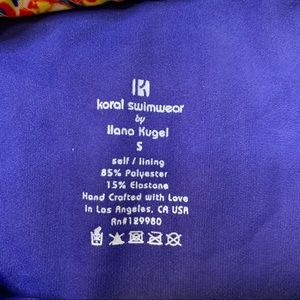 koral swimwear
by
Ilana Kugel
S
self / lining
85% Polyester
15% Elastane
Hand Crafted with Love
in Los Angeles, CA USA
Rn#129980